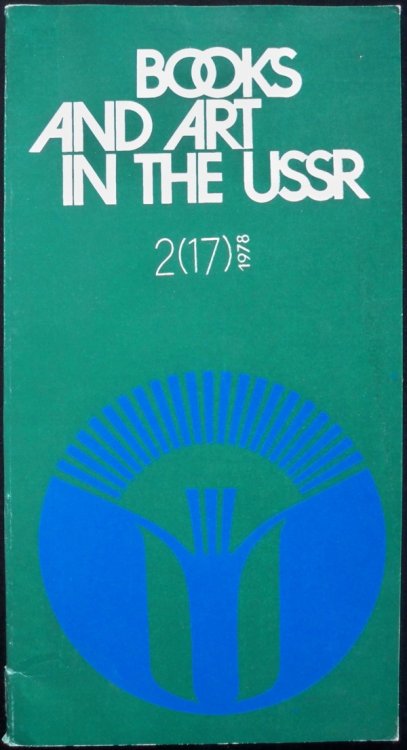 BOOKS
AND ART
IN THE USSR
2(17) 1978